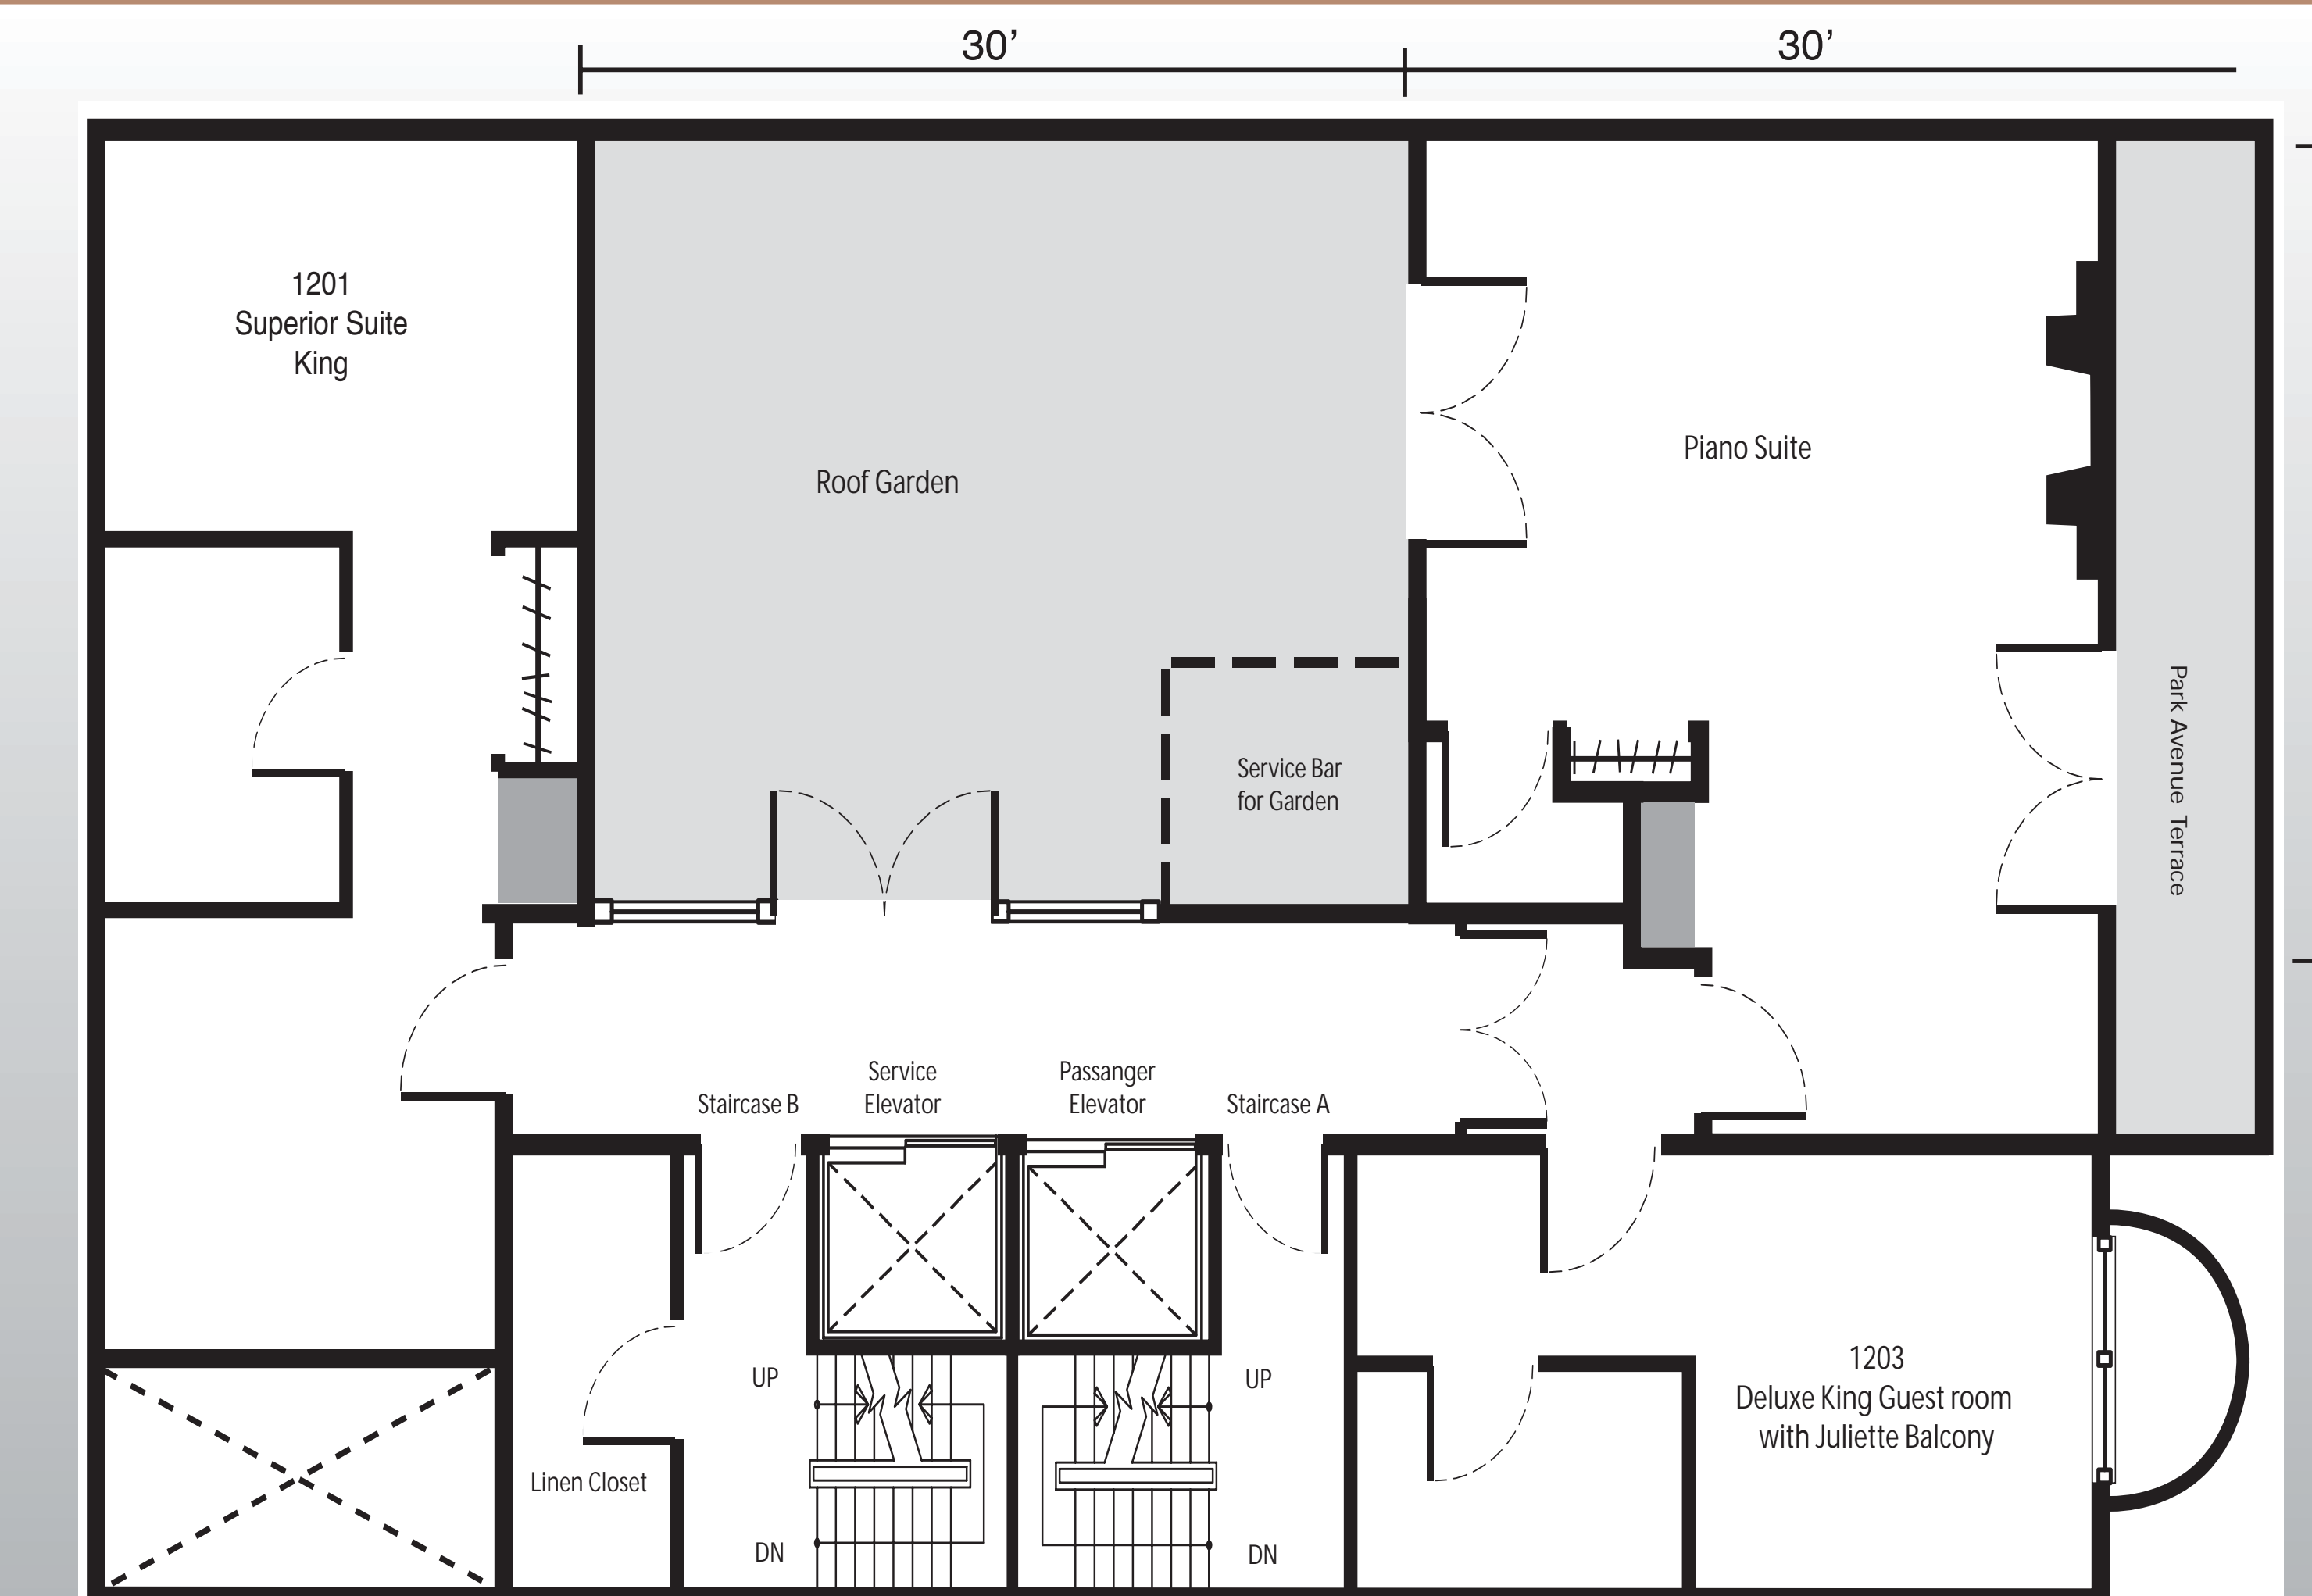 30’
30’
1201
Superior Suite
King
Roof Garden
Piano Suite
Park Avenue Terrace
Service Bar
for Garden
Staircase B
Service
Elevator
Passanger
Elevator
Staircase A
UP
UP
1203
Deluxe King Guest room
with Juliette Balcony
Linen Closet
DN
DN